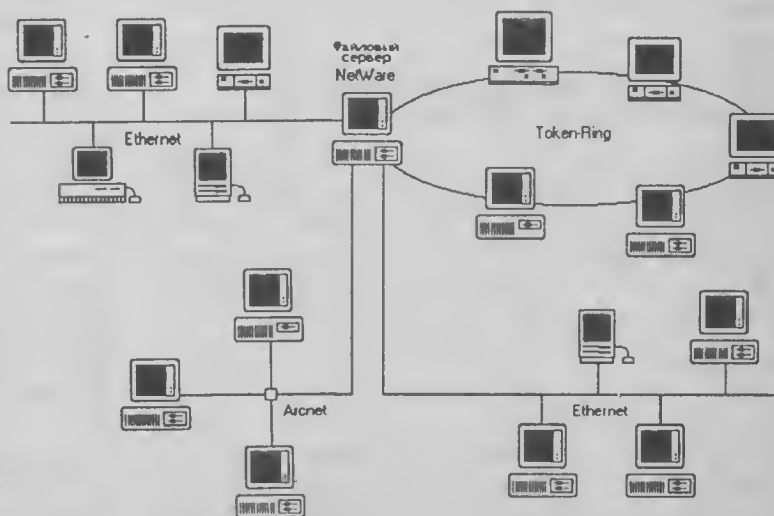 Файловый
сервер
NetWare
Ethernet
Token-Ring
Arcnet
Ethernet